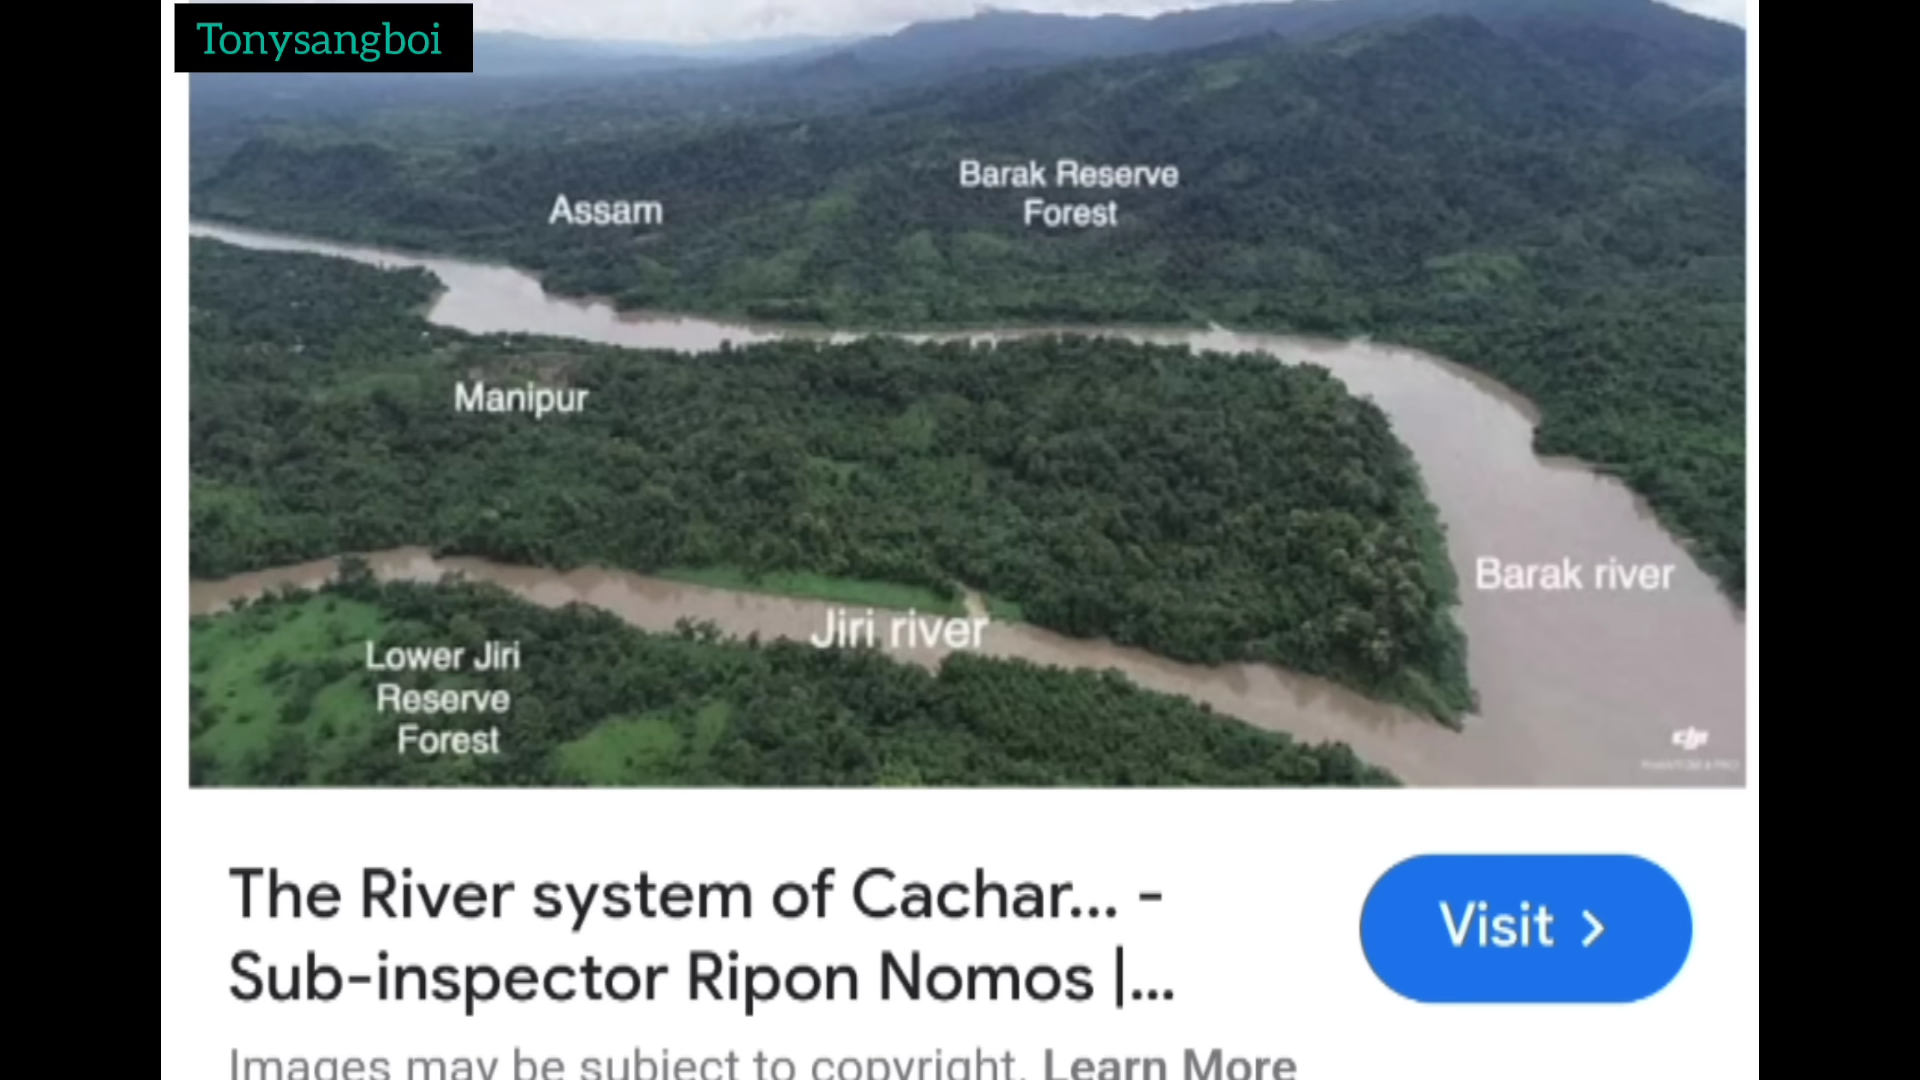 Tonysangboi
Barak Reserve
Forest
Assam
Manipur
Barak river
Jiri river
Lower Jiri
Reserve
Forest
dji
The River system of Cachar... -
Sub-inspector Ripon Nomos |...
Visit >
Images may be subject to copyright. Learn More